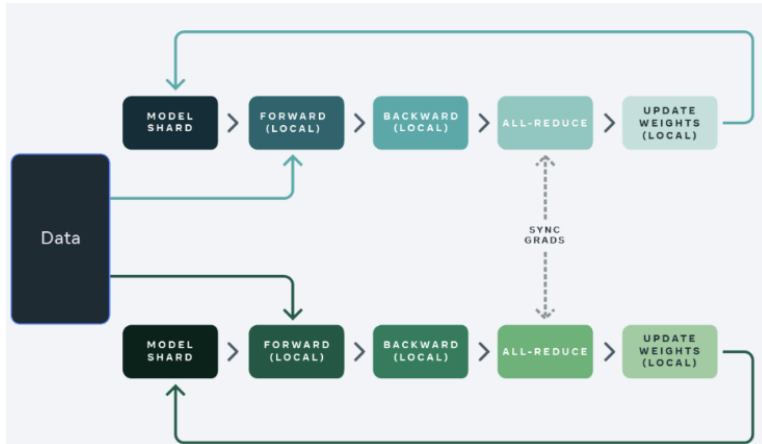 MODEL
SHARD
FORWARD
(LOCAL)
BACKWARD
(LOCAL)
ALL-REDUCE
UPDATE
WEIGHTS
(LOCAL)
Data
SYNC
GRADS
MODEL
SHARD
FORWARD
(LOCAL)
BACKWARD
(LOCAL)
ALL-REDUCE
UPDATE
WEIGHTS
(LOCAL)